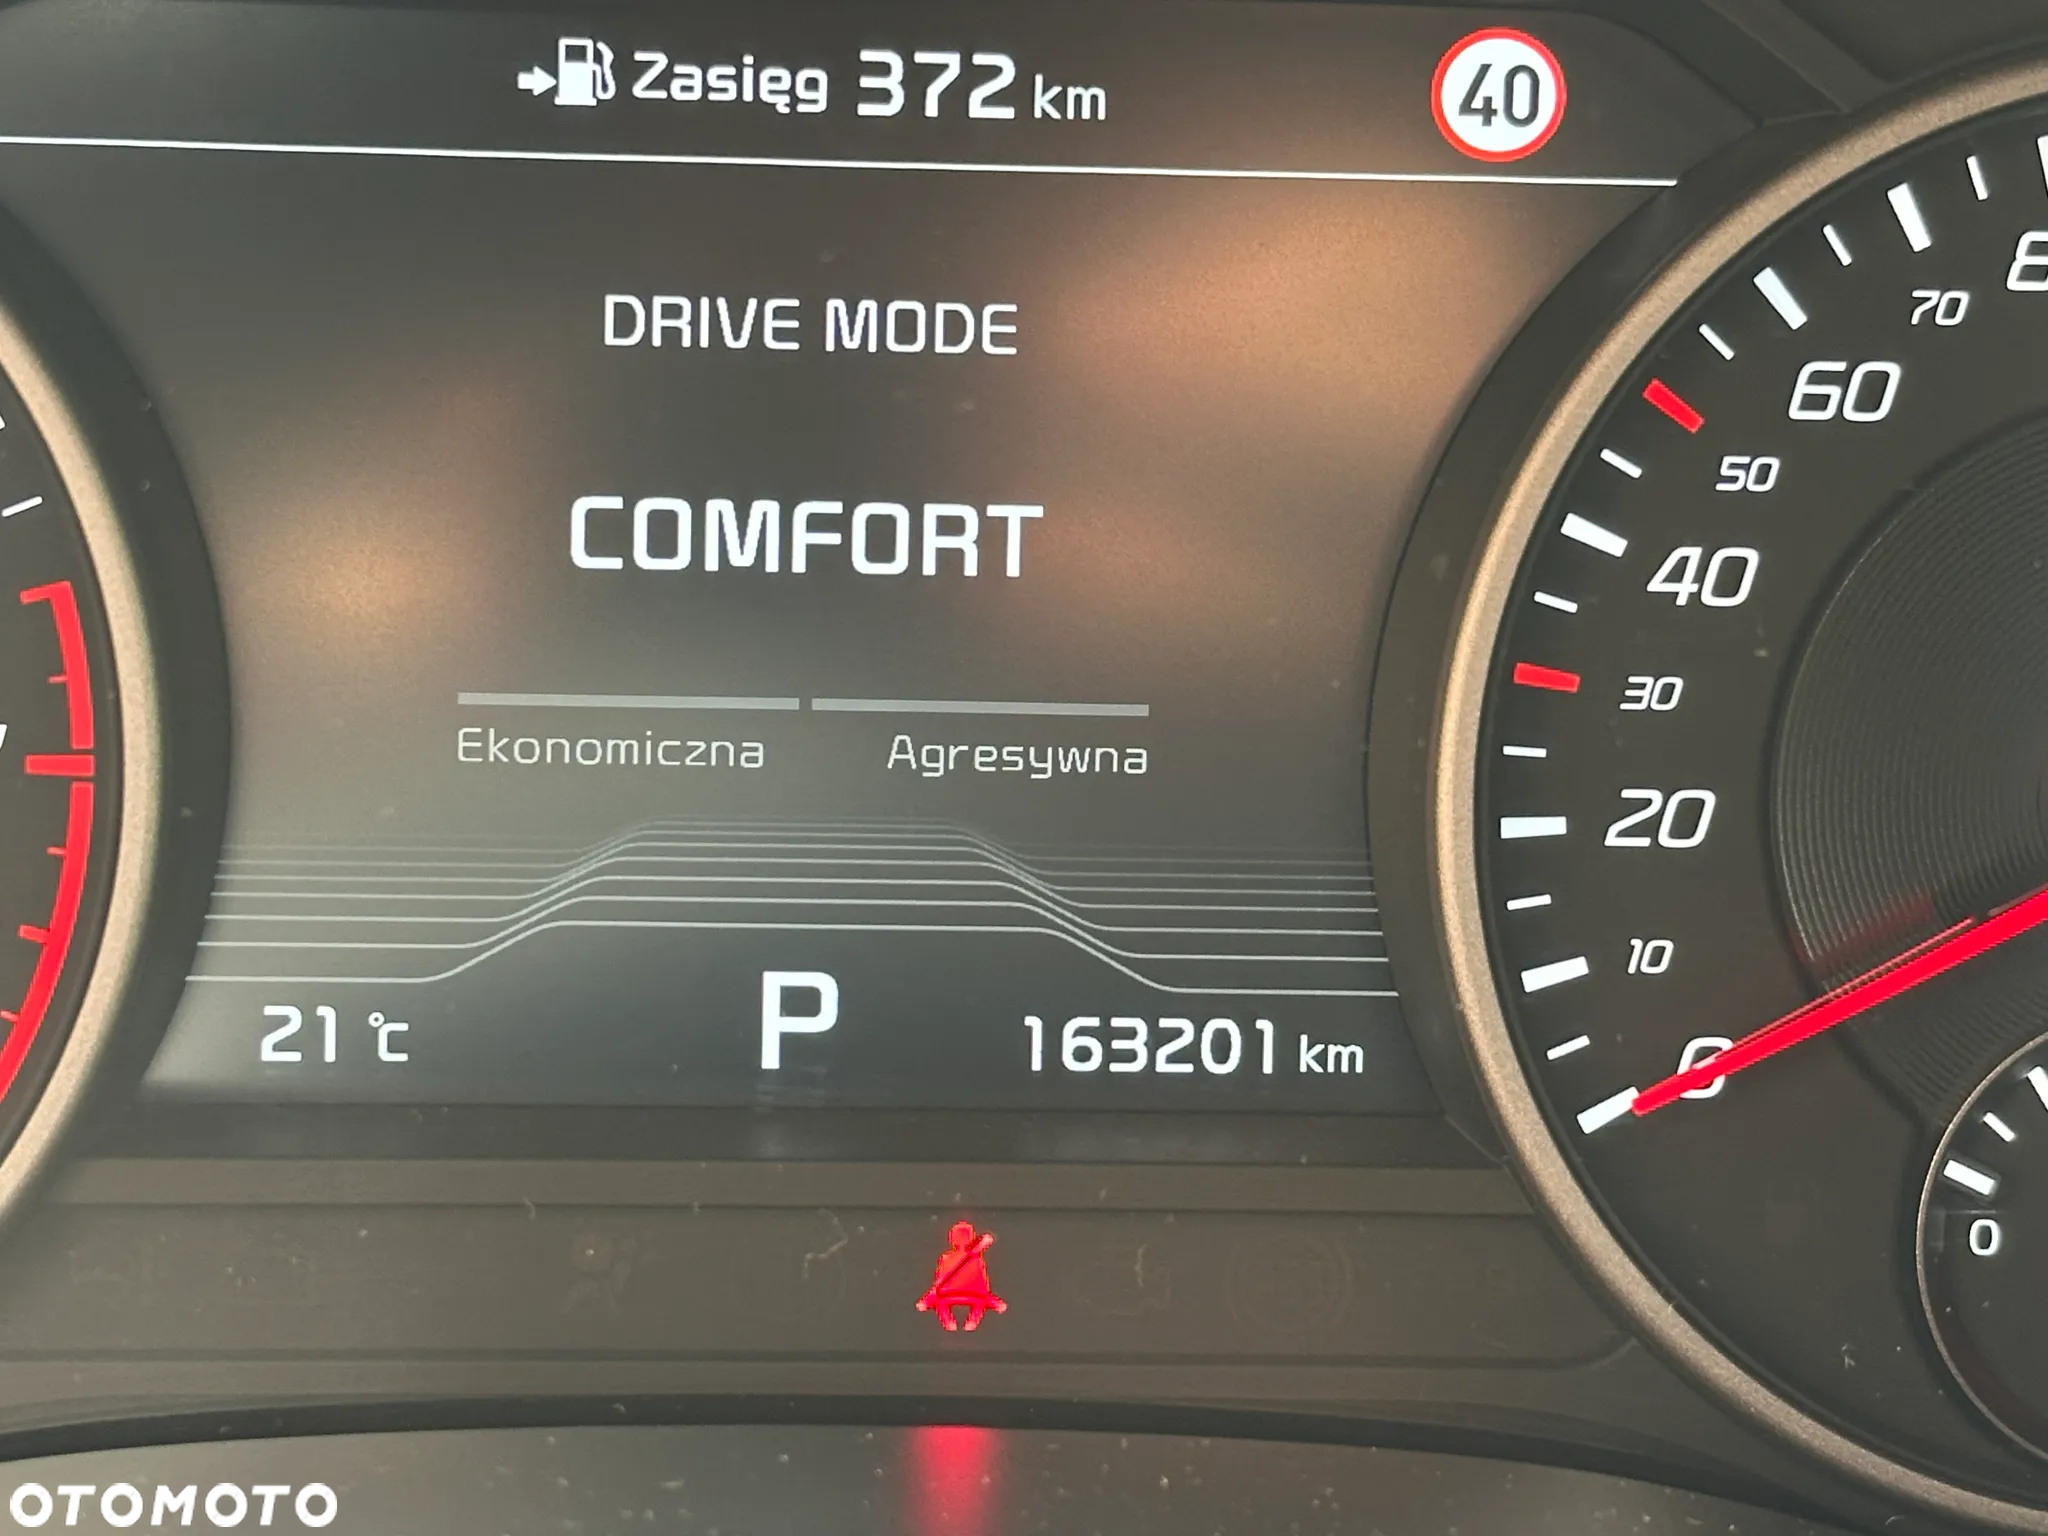 Zasięg 372 km
40
DRIVE MODE
COMFORT
Ekonomiczna Agresywna
21 °C P 163201 km
70
60
50
40
30
20
10
0
0
OTOMOTO